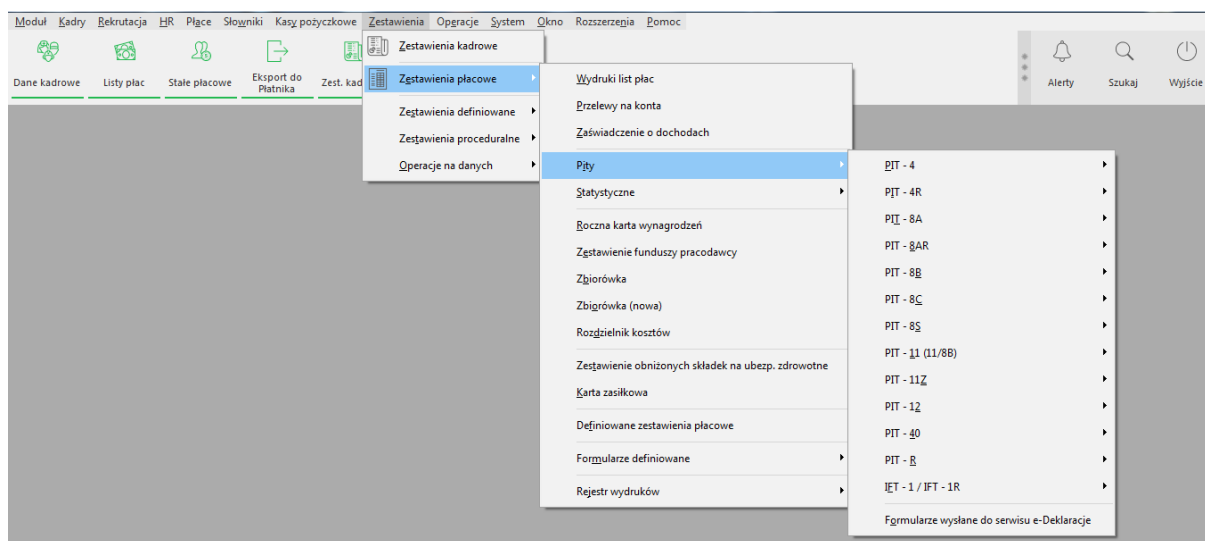 Moduł Kadry Rekrutacja HR Płace Słowniki Kasy pożyczkowe Zestawienia Operacje System Okno Rozszerzenia Pomoc
Dane kadrowe Listy płac Stałe płacowe Eksport do Płatnika Zest. kad Alerty Szukaj Wyjście
Zestawienia kadrowe
Zestawienia płacowe
Zestawienia definiowane
Zestawienia proceduralne
Operacje na danych
Wydruki list płac
Przelewy na konta
Zaświadczenie o dochodach
Pity
Statystyczne
Roczna karta wynagrodzeń
Zestawienie funduszy pracodawcy
Zbiorówka
Zbiorówka (nowa)
Rozdzielnik kosztów
Zestawienie obniżonych składek na ubezp. zdrowotne
Karta zasiłkowa
Definiowane zestawienia płacowe
Formularze definiowane
Rejestr wydruków
PIT - 4
PIT - 4R
PIT - 8A
PIT - 8AR
PIT - 8B
PIT - 8C
PIT - 8S
PIT - 11 (11/8B)
PIT - 11Z
PIT - 12
PIT - 40
PIT - R
IFT - 1 / IFT - 1R
Formularze wysłane do serwisu e-Deklaracje